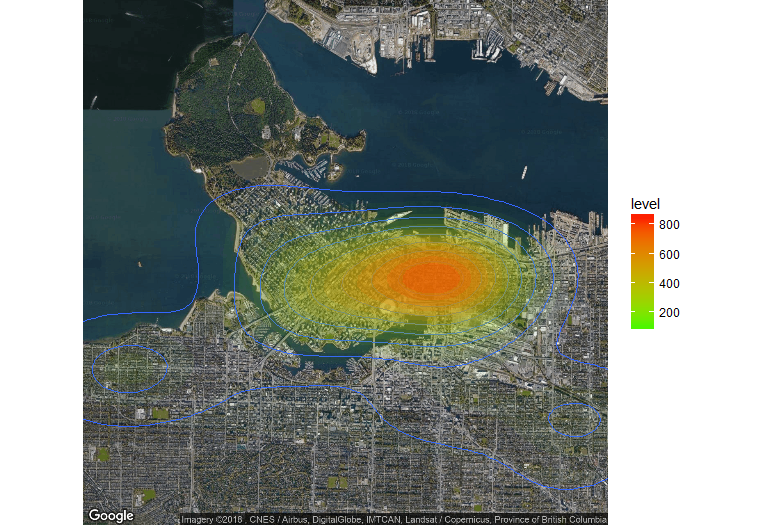 level
800
600
400
200
Google
Imagery ©2018 , CNES / Airbus, DigitalGlobe, IMTCAN, Landsat / Copernicus, Province of British Columbia